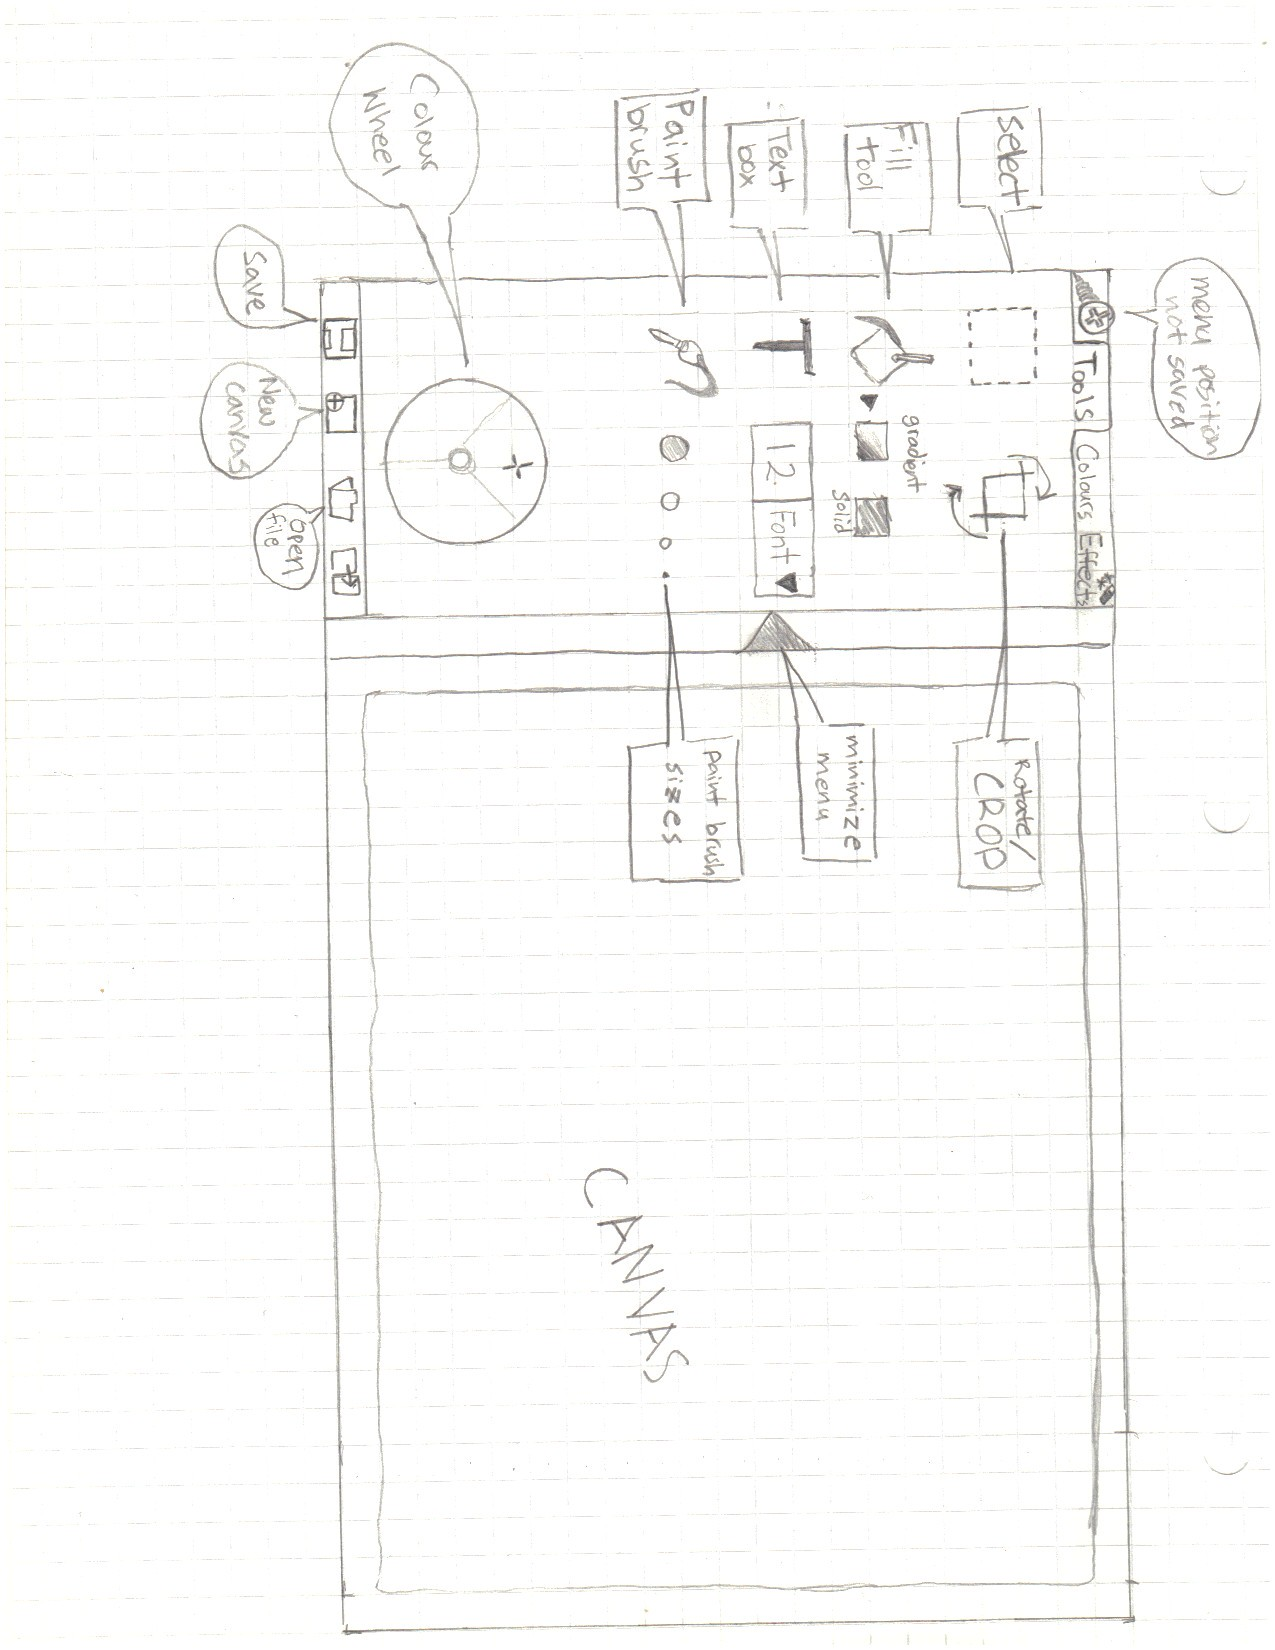 menu position
not saved
Tools
Colours
Effects
Select
Rotate/
CROP
Fill
tool
gradient
Solid
Text
box
12
Font
minimize
menu
Paint
brush
paint brush
sizes
Colour
Wheel
Save
New
canvas
open
file
CANVAS